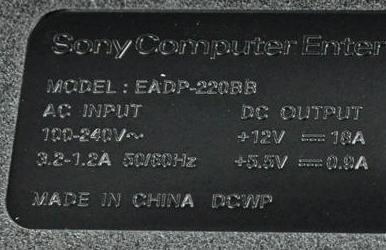 Sony Computer Enter
MODEL : EADP-220BB
AC INPUT DC OUTPUT
100-240V~ +12V ⎓ 18A
3.2-1.2A 50/60Hz +5.5V ⎓ 0.9A
MADE IN CHINA DCWP